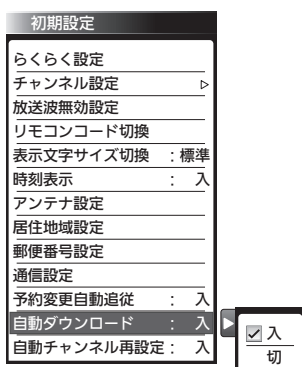 初期設定
らくらく設定
チャンネル設定 ▷
放送波無効設定
リモコンコード切換
表示文字サイズ切換 ：標準
時刻表示 ： 入
アンテナ設定
居住地域設定
郵便番号設定
通信設定
予約変更自動追従 ： 入
自動ダウンロード ： 入
自動チャンネル再設定： 入
入
切